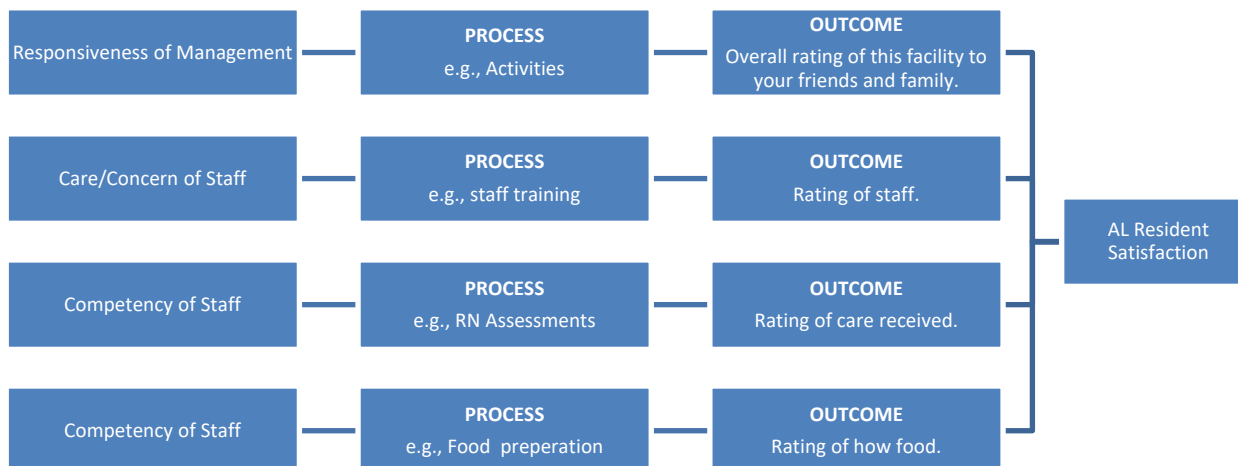 Responsiveness of Management
PROCESS
e.g., Activities
OUTCOME
Overall rating of this facility to
your friends and family.
Care/Concern of Staff
PROCESS
e.g., staff training
OUTCOME
Rating of staff.
AL Resident
Satisfaction
Competency of Staff
PROCESS
e.g., RN Assessments
OUTCOME
Rating of care received.
Competency of Staff
PROCESS
e.g., Food preperation
OUTCOME
Rating of how food.